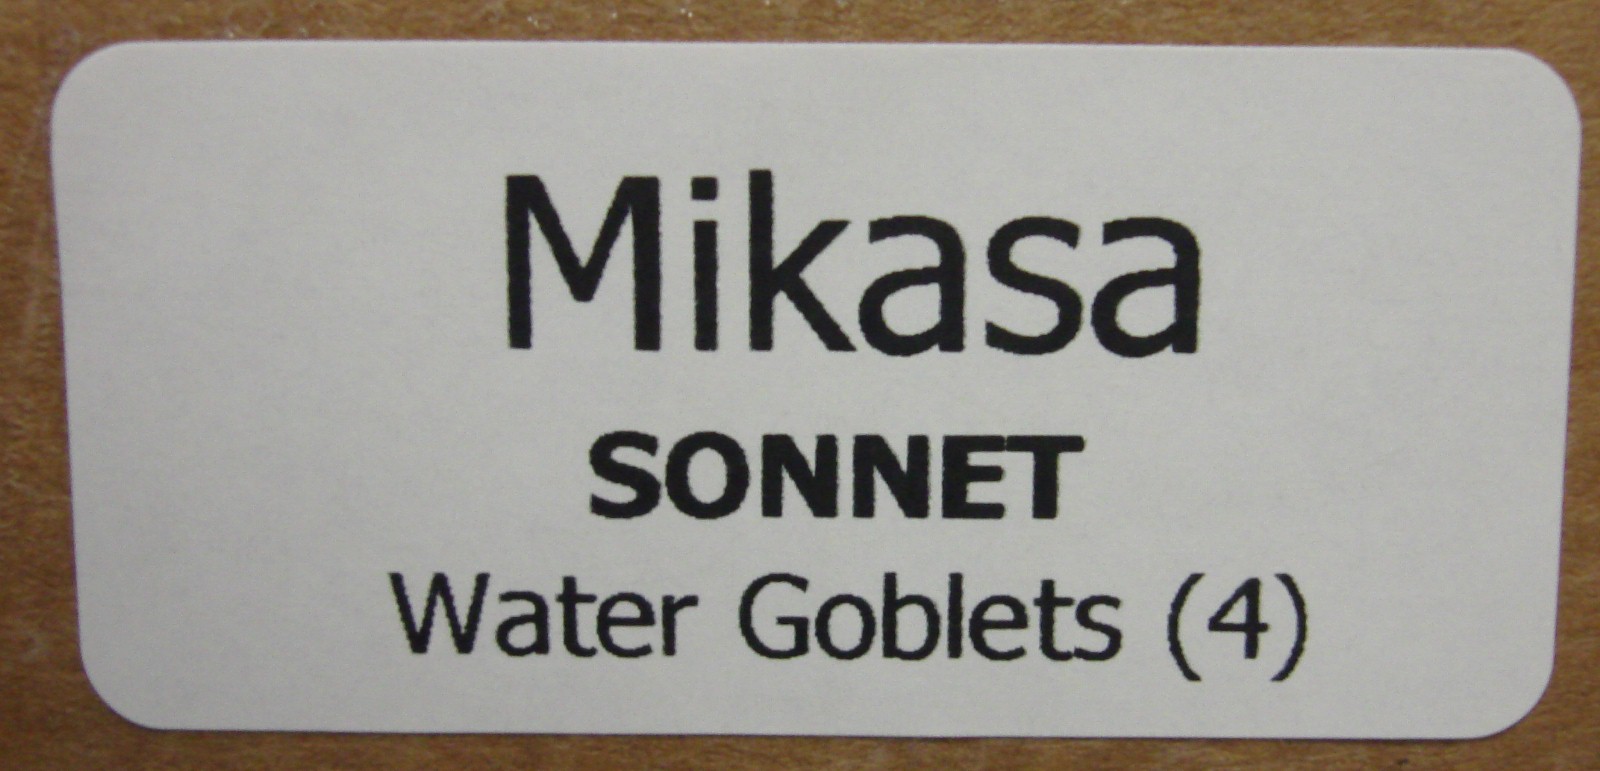 Mikasa
SONNET
Water Goblets (4)